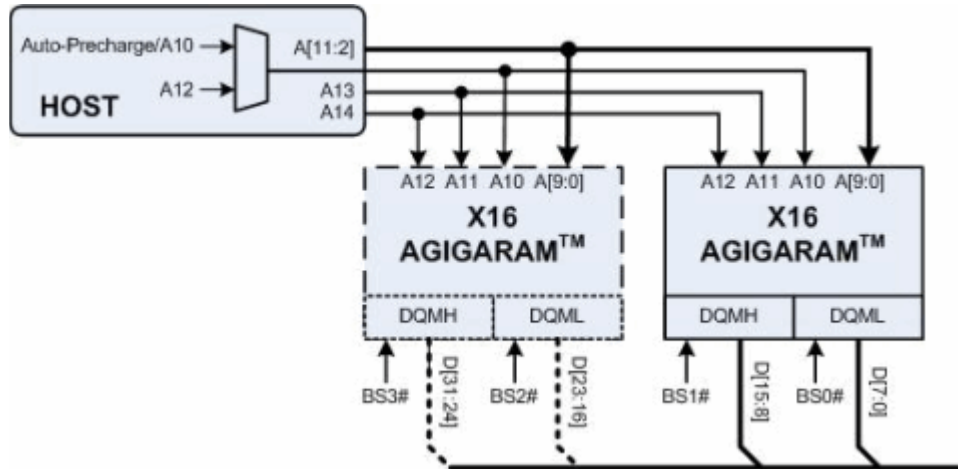 Auto-Precharge/A10
A[11:2]
A12
A13
HOST
A14
A12 A11 A10 A[9:0]
X16
AGIGARAM™
DQMH DQML
BS3#
D[31:24]
BS2#
D[23:16]
A12 A11 A10 A[9:0]
X16
AGIGARAM™
DQMH DQML
BS1#
D[15:8]
BS0#
D[7:0]